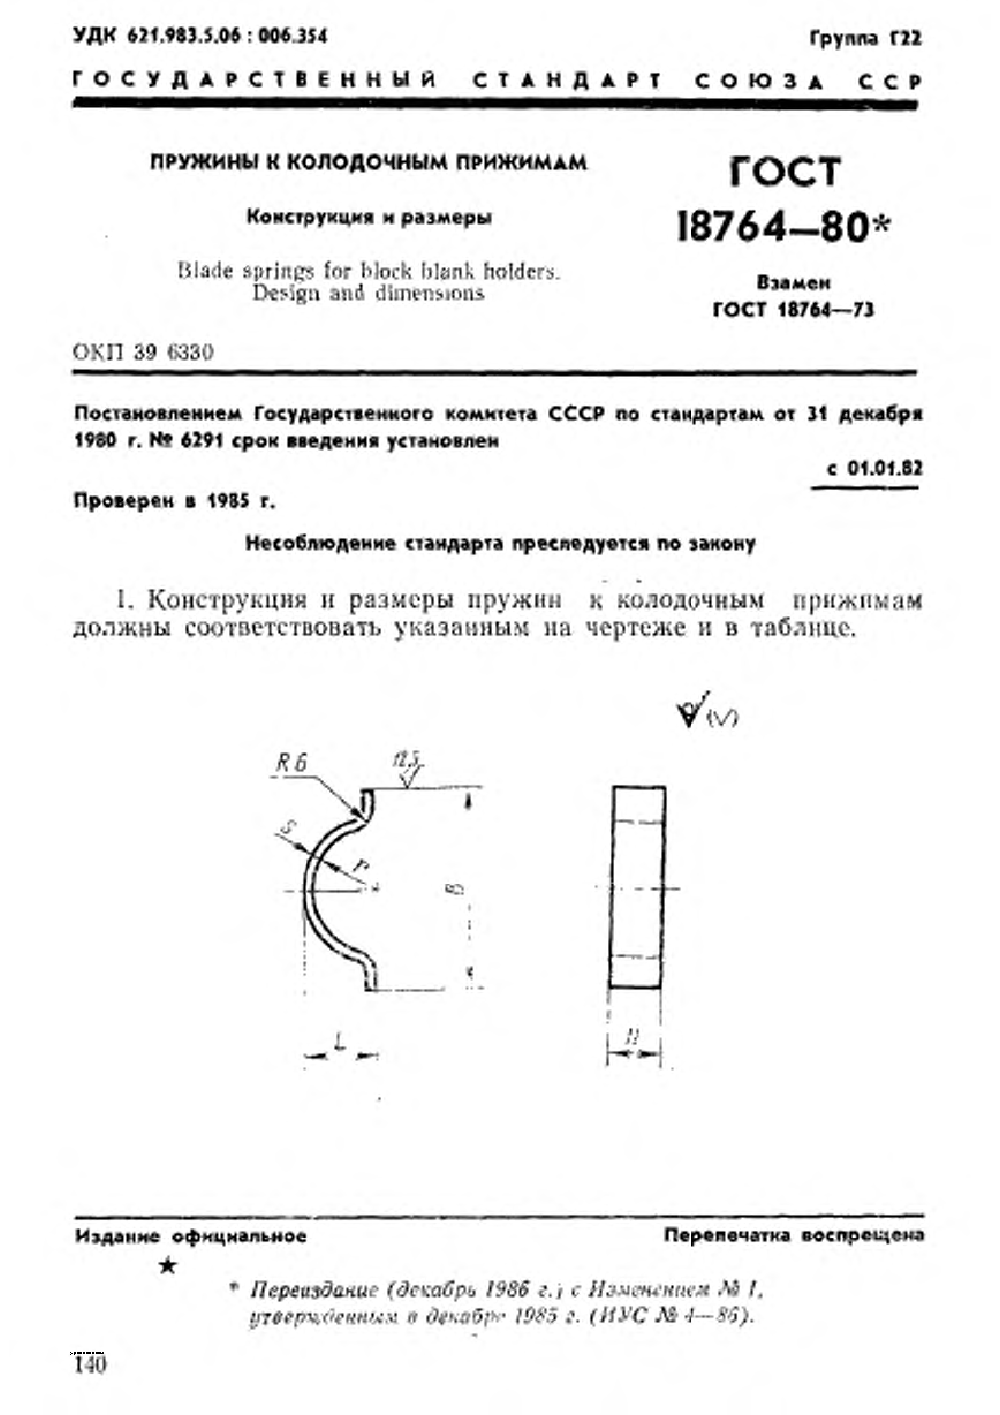 УДК 621.983.5.06 : 006.354
Группа Г22
ГОСУДАРСТВЕННЫЙ СТАНДАРТ СОЮЗА ССР
ПРУЖИНЫ К КОЛОДОЧНЫМ ПРИЖИМАМ
Конструкция и размеры
Blade springs for block blank holders.
Design and dimensions
ГОСТ
18764—80*
Взамен
ГОСТ 18764—73
ОКП 39 6330
Постановлением Государственного комитета СССР по стандартам от 31 декабря
1980 г. № 6291 срок введения установлен
с 01.01.82
Проверен в 1985 г.
Несоблюдение стандарта преследуется по закону
1. Конструкция и размеры пружин к колодочным прижимам
должны соответствовать указанным на чертеже и в таблице.
R6
12,5
S
r
B
L
H
Издание официальное
Перепечатка воспрещена
★
* Переиздание (декабрь 1986 г.) с Изменением № 1,
утвержденным в декабре 1985 г. (ИУС № 4—86).
140